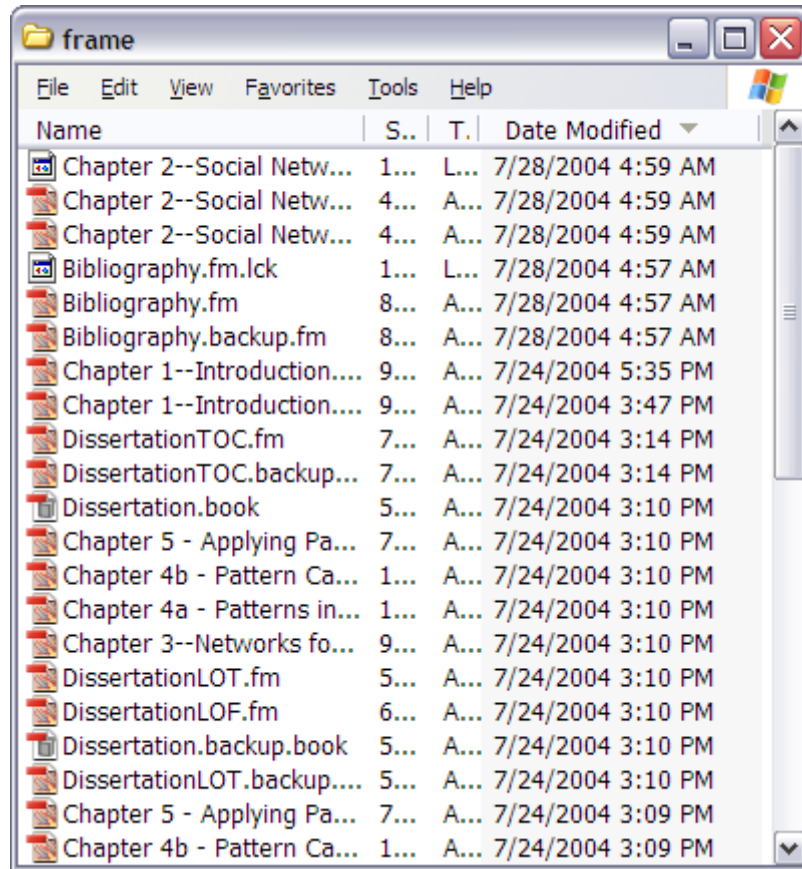 frame
File Edit View Favorites Tools Help
Name S.. T. Date Modified
Chapter 2--Social Netw... 1... L... 7/28/2004 4:59 AM
Chapter 2--Social Netw... 4... A... 7/28/2004 4:59 AM
Chapter 2--Social Netw... 4... A... 7/28/2004 4:59 AM
Bibliography.fm.lck 1... L... 7/28/2004 4:57 AM
Bibliography.fm 8... A... 7/28/2004 4:57 AM
Bibliography.backup.fm 8... A... 7/28/2004 4:57 AM
Chapter 1--Introduction.... 9... A... 7/24/2004 5:35 PM
Chapter 1--Introduction.... 9... A... 7/24/2004 3:47 PM
DissertationTOC.fm 7... A... 7/24/2004 3:14 PM
DissertationTOC.backup... 7... A... 7/24/2004 3:14 PM
Dissertation.book 5... A... 7/24/2004 3:10 PM
Chapter 5 - Applying Pa... 7... A... 7/24/2004 3:10 PM
Chapter 4b - Pattern Ca... 1... A... 7/24/2004 3:10 PM
Chapter 4a - Patterns in... 1... A... 7/24/2004 3:10 PM
Chapter 3--Networks fo... 9... A... 7/24/2004 3:10 PM
DissertationLOT.fm 5... A... 7/24/2004 3:10 PM
DissertationLOF.fm 6... A... 7/24/2004 3:10 PM
Dissertation.backup.book 5... A... 7/24/2004 3:10 PM
DissertationLOT.backup.... 5... A... 7/24/2004 3:10 PM
Chapter 5 - Applying Pa... 7... A... 7/24/2004 3:09 PM
Chapter 4b - Pattern Ca... 1... A... 7/24/2004 3:09 PM